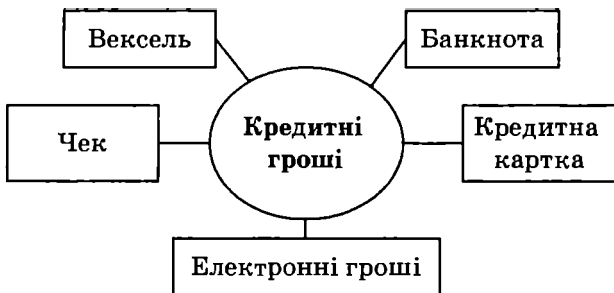 Вексель
Банкнота
Чек
Кредитні
гроші
Кредитна
картка
Електронні гроші